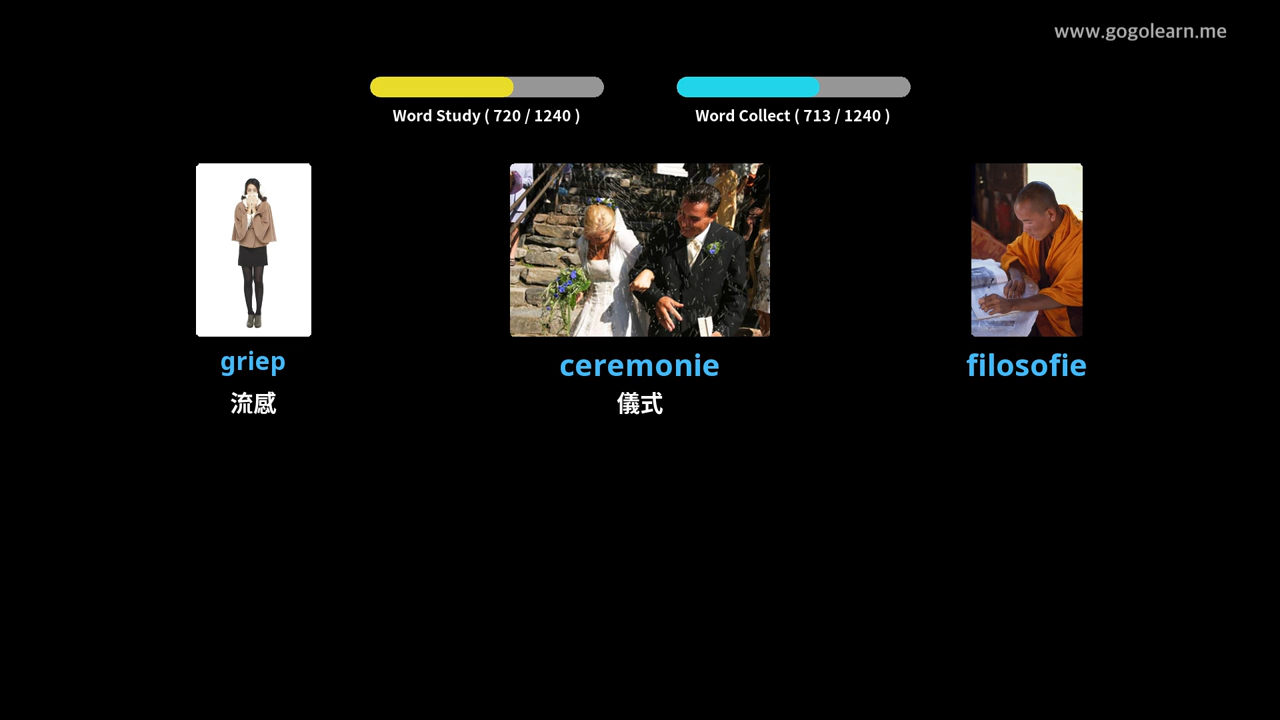 www.gogolearn.me
Word Study ( 720 / 1240 )
Word Collect ( 713 / 1240 )
griep
ceremonie
filosofie
流感
儀式